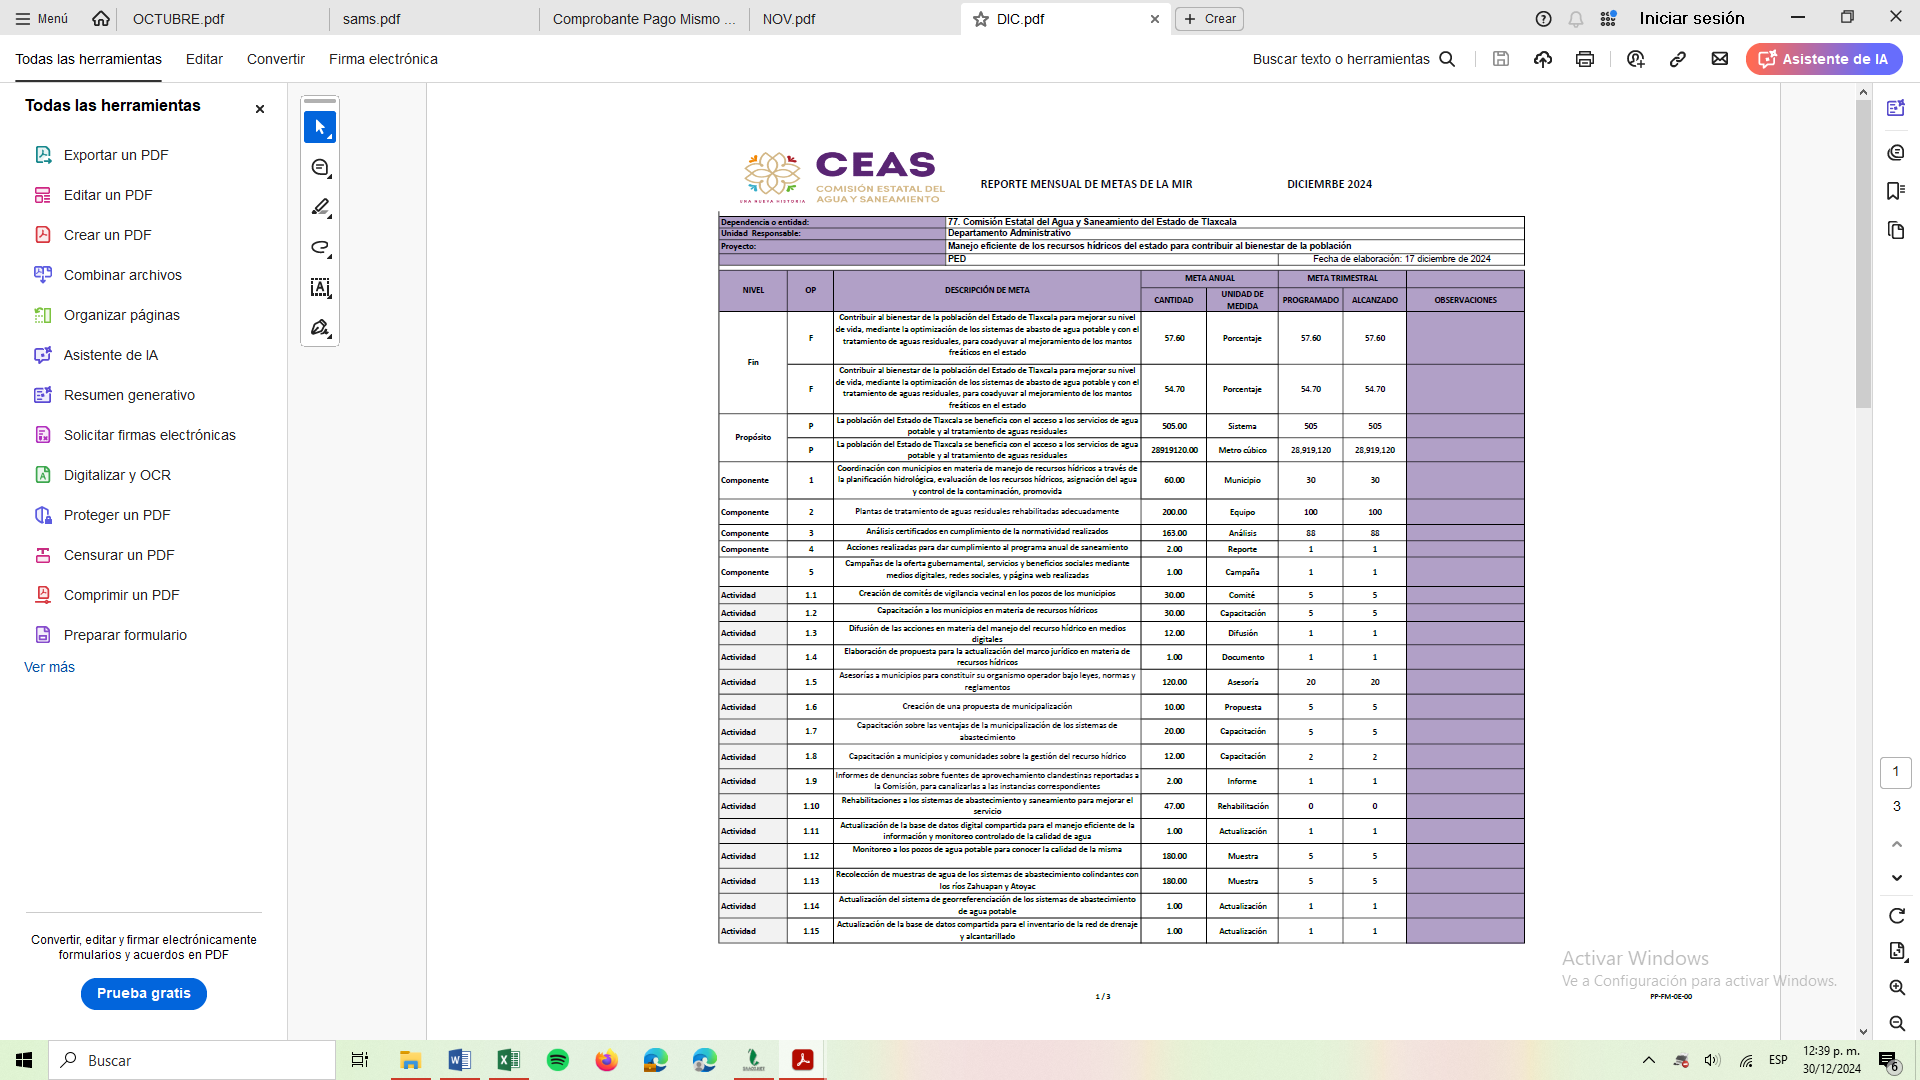 Menú
OCTUBRE.pdf
sams.pdf
Comprobante Pago Mismo ...
NOV.pdf
DIC.pdf
Crear
Iniciar sesión
Todas las herramientas
Editar
Convertir
Firma electrónica
Buscar texto o herramientas
Asistente de IA
Todas las herramientas
Exportar un PDF
Editar un PDF
Crear un PDF
Combinar archivos
Organizar páginas
Asistente de IA
Resumen generativo
Solicitar firmas electrónicas
Digitalizar y OCR
Proteger un PDF
Censurar un PDF
Comprimir un PDF
Preparar formulario
Ver más
Convertir, editar y firmar electrónicamente
formularios y acuerdos en PDF
Prueba gratis
CEAS
COMISIÓN ESTATAL DEL
AGUA Y SANEAMIENTO
UNA NUEVA HISTORIA
REPORTE MENSUAL DE METAS DE LA MIR
DICIEMRBE 2024
Dependencia o entidad: 77. Comisión Estatal del Agua y Saneamiento del Estado de Tlaxcala
Unidad Responsable: Departamento Administrativo
Proyecto: Manejo eficiente de los recursos hídricos del estado para contribuir al bienestar de la población
PED Fecha de elaboración: 17 diciembre de 2024
NIVEL OP DESCRIPCIÓN DE META META ANUAL META TRIMESTRAL
CANTIDAD UNIDAD DE MEDIDA PROGRAMADO ALCANZADO OBSERVACIONES
Fin
F Contribuir al bienestar de la población del Estado de Tlaxcala para mejorar su nivel
de vida, mediante la optimización de los sistemas de abasto de agua potable y con el
tratamiento de aguas residuales, para coadyuvar al mejoramiento de los mantos
freáticos en el estado
57.60 Porcentaje 57.60 57.60
F Contribuir al bienestar de la población del Estado de Tlaxcala para mejorar su nivel
de vida, mediante la optimización de los sistemas de abasto de agua potable y con el
tratamiento de aguas residuales, para coadyuvar al mejoramiento de los mantos
freáticos en el estado
54.70 Porcentaje 54.70 54.70
Propósito
P La población del Estado de Tlaxcala se beneficia con el acceso a los servicios de agua
potable y al tratamiento de aguas residuales
505.00 Sistema 505 505
P La población del Estado de Tlaxcala se beneficia con el acceso a los servicios de agua
potable y al tratamiento de aguas residuales
28919120.00 Metro cúbico 28,919,120 28,919,120
Componente 1 Coordinación con municipios en materia de manejo de recursos hídricos a través de
la planificación hidrológica, evaluación de los recursos hídricos, asignación del agua
y control de la contaminación, promovida
60.00 Municipio 30 30
Componente 2 Plantas de tratamiento de aguas residuales rehabilitadas adecuadamente 200.00 Equipo 100 100
Componente 3 Análisis certificados en cumplimiento de la normatividad realizados 163.00 Análisis 88 88
Componente 4 Acciones realizadas para dar cumplimiento al programa anual de saneamiento 2.00 Reporte 1 1
Componente 5 Campañas de la oferta gubernamental, servicios y beneficios sociales mediante
medios digitales, redes sociales, y página web realizadas
1.00 Campaña 1 1
Actividad 1.1 Creación de comités de vigilancia vecinal en los pozos de los municipios 30.00 Comité 5 5
Actividad 1.2 Capacitación a los municipios en materia de recursos hídricos 30.00 Capacitación 5 5
Actividad 1.3 Difusión de las acciones en materia del manejo del recurso hídrico en medios
digitales
12.00 Difusión 1 1
Actividad 1.4 Elaboración de propuesta para la actualización del marco jurídico en materia de
recursos hídricos
1.00 Documento 1 1
Actividad 1.5 Asesorías a municipios para constituir su organismo operador bajo leyes, normas y
reglamentos
120.00 Asesoría 20 20
Actividad 1.6 Creación de una propuesta de municipalización 10.00 Propuesta 5 5
Actividad 1.7 Capacitación sobre las ventajas de la municipalización de los sistemas de
abastecimiento
20.00 Capacitación 5 5
Actividad 1.8 Capacitación a municipios y comunidades sobre la gestión del recurso hídrico 12.00 Capacitación 2 2
Actividad 1.9 Informes de denuncias sobre fuentes de aprovechamiento clandestinas reportadas a
la Comisión, para canalizarlas a las instancias correspondientes
2.00 Informe 1 1
Actividad 1.10 Rehabilitaciones a los sistemas de abastecimiento y saneamiento para mejorar el
servicio
47.00 Rehabilitación 0 0
Actividad 1.11 Actualización de la base de datos digital compartida para el manejo eficiente de la
información y monitoreo controlado de la calidad de agua
1.00 Actualización 1 1
Actividad 1.12 Monitoreo a los pozos de agua potable para conocer la calidad de la misma 180.00 Muestra 5 5
Actividad 1.13 Recolección de muestras de agua de los sistemas de abastecimiento colindantes con
los ríos Zahuapan y Atoyac
180.00 Muestra 5 5
Actividad 1.14 Actualización del sistema de georreferenciación de los sistemas de abastecimiento
de agua potable
1.00 Actualización 1 1
Actividad 1.15 Actualización de la base de datos compartida para el inventario de la red de drenaje
y alcantarillado
1.00 Actualización 1 1
1 / 3
PP-FM-0E-00
Activar Windows
Ve a Configuración para activar Windows.
1
3
Buscar
ESP
12:39 p. m.
30/12/2024
6